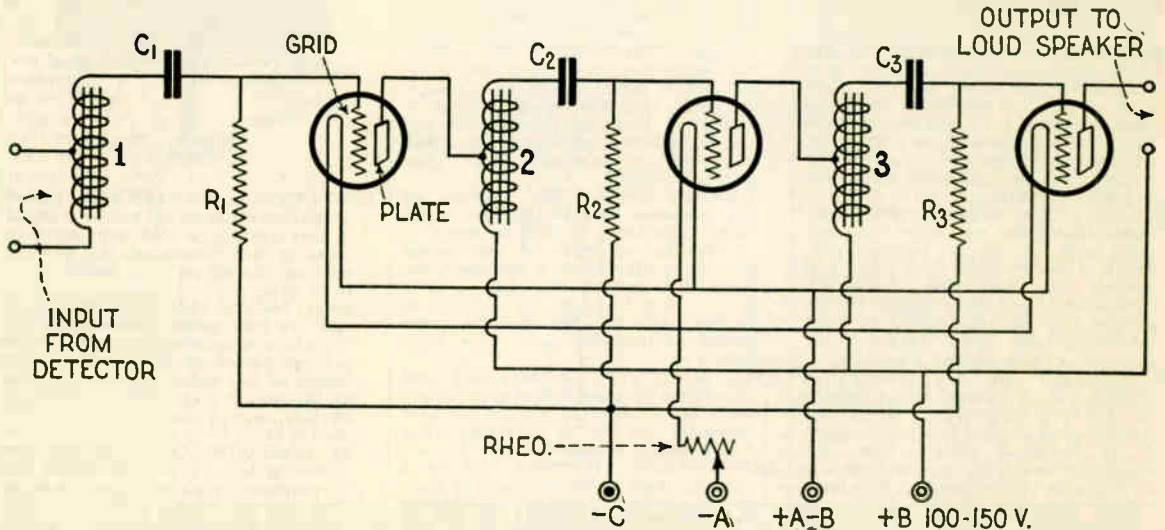 OUTPUT TO
LOUD SPEAKER
C1
GRID
C2
C3
1
2
3
R1
PLATE
R2
R3
INPUT
FROM
DETECTOR
RHEO.
-C
-A
+A-B
+B 100-150 V.